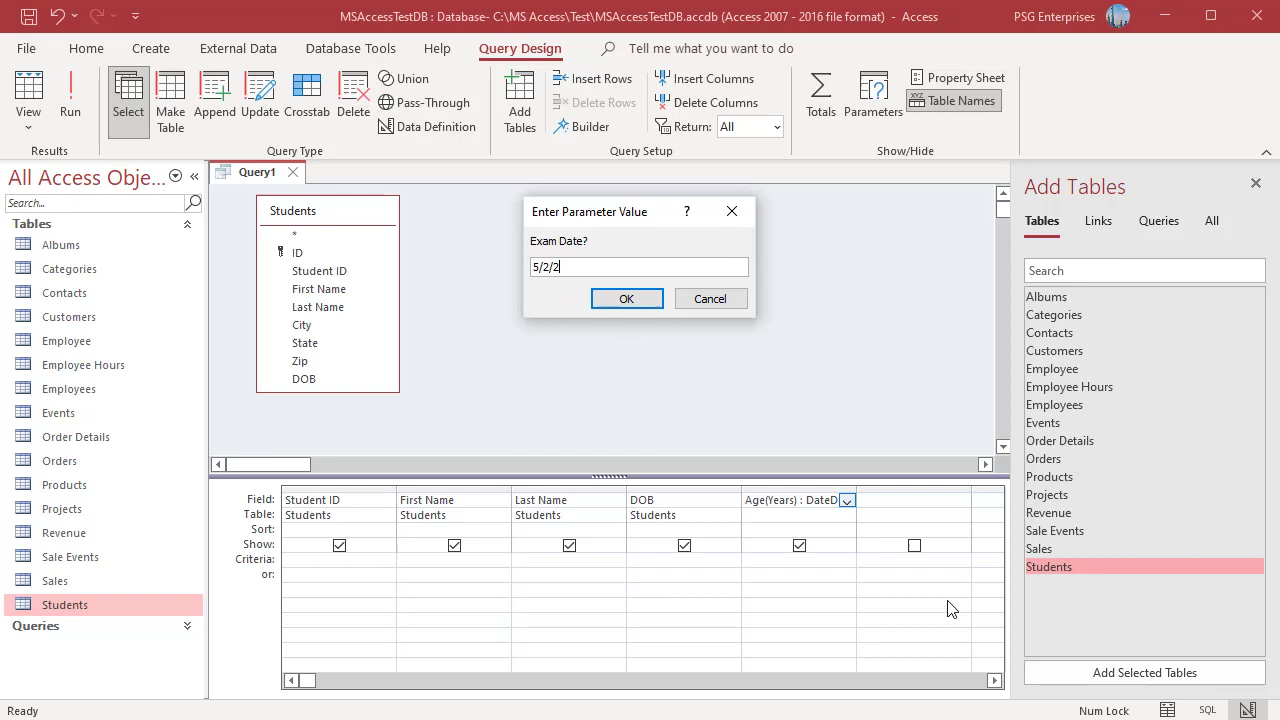 MSAccessTestDB : Database- C:\MS Access\Test\MSAccessTestDB.accdb (Access 2007 - 2016 file format) - Access
PSG Enterprises
File
Home
Create
External Data
Database Tools
Help
Query Design
Tell me what you want to do
View
Run
Results
Select
Make
Table
Append
Update
Crosstab
Delete
Union
Pass-Through
Data Definition
Query Type
Add
Tables
Insert Rows
Delete Rows
Builder
Insert Columns
Delete Columns
Return: All
Query Setup
Totals
Parameters
Property Sheet
XYZ Table Names
Show/Hide
All Access Obje...
Search...
Tables
Albums
Categories
Contacts
Customers
Employee
Employee Hours
Employees
Events
Order Details
Orders
Products
Projects
Revenue
Sale Events
Sales
Students
Queries
Query1
Students
*
ID
Student ID
First Name
Last Name
City
State
Zip
DOB
Enter Parameter Value
?
Exam Date?
5/2/2
OK
Cancel
Field: Student ID First Name Last Name DOB Age(Years) : DateD
Table: Students Students Students Students
Sort:
Show:
Criteria:
or:
Add Tables
Tables Links Queries All
Search
Albums
Categories
Contacts
Customers
Employee
Employee Hours
Employees
Events
Order Details
Orders
Products
Projects
Revenue
Sale Events
Sales
Students
Add Selected Tables
Ready
Num Lock
SQL